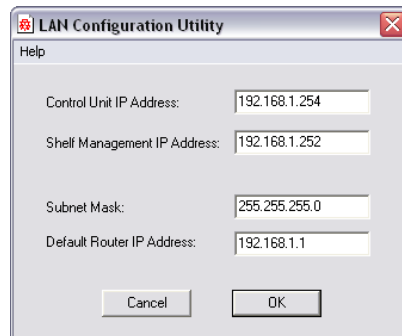 LAN Configuration Utility
Help
Control Unit IP Address: 192.168.1.254
Shelf Management IP Address: 192.168.1.252
Subnet Mask: 255.255.255.0
Default Router IP Address: 192.168.1.1
Cancel OK